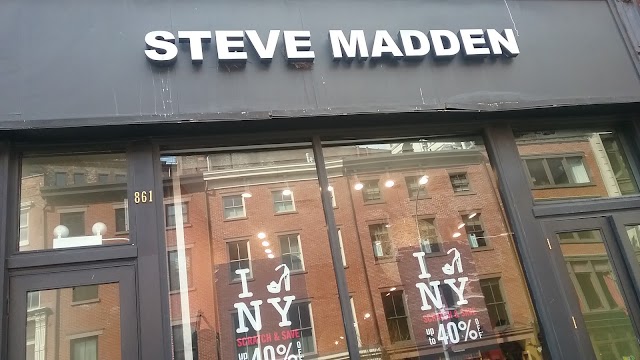 STEVE MADDEN
861
I
NY
SCRATCH & SAVE
up to 40% OFF
I
NY
SCRATCH & SAVE
up to 40% OFF